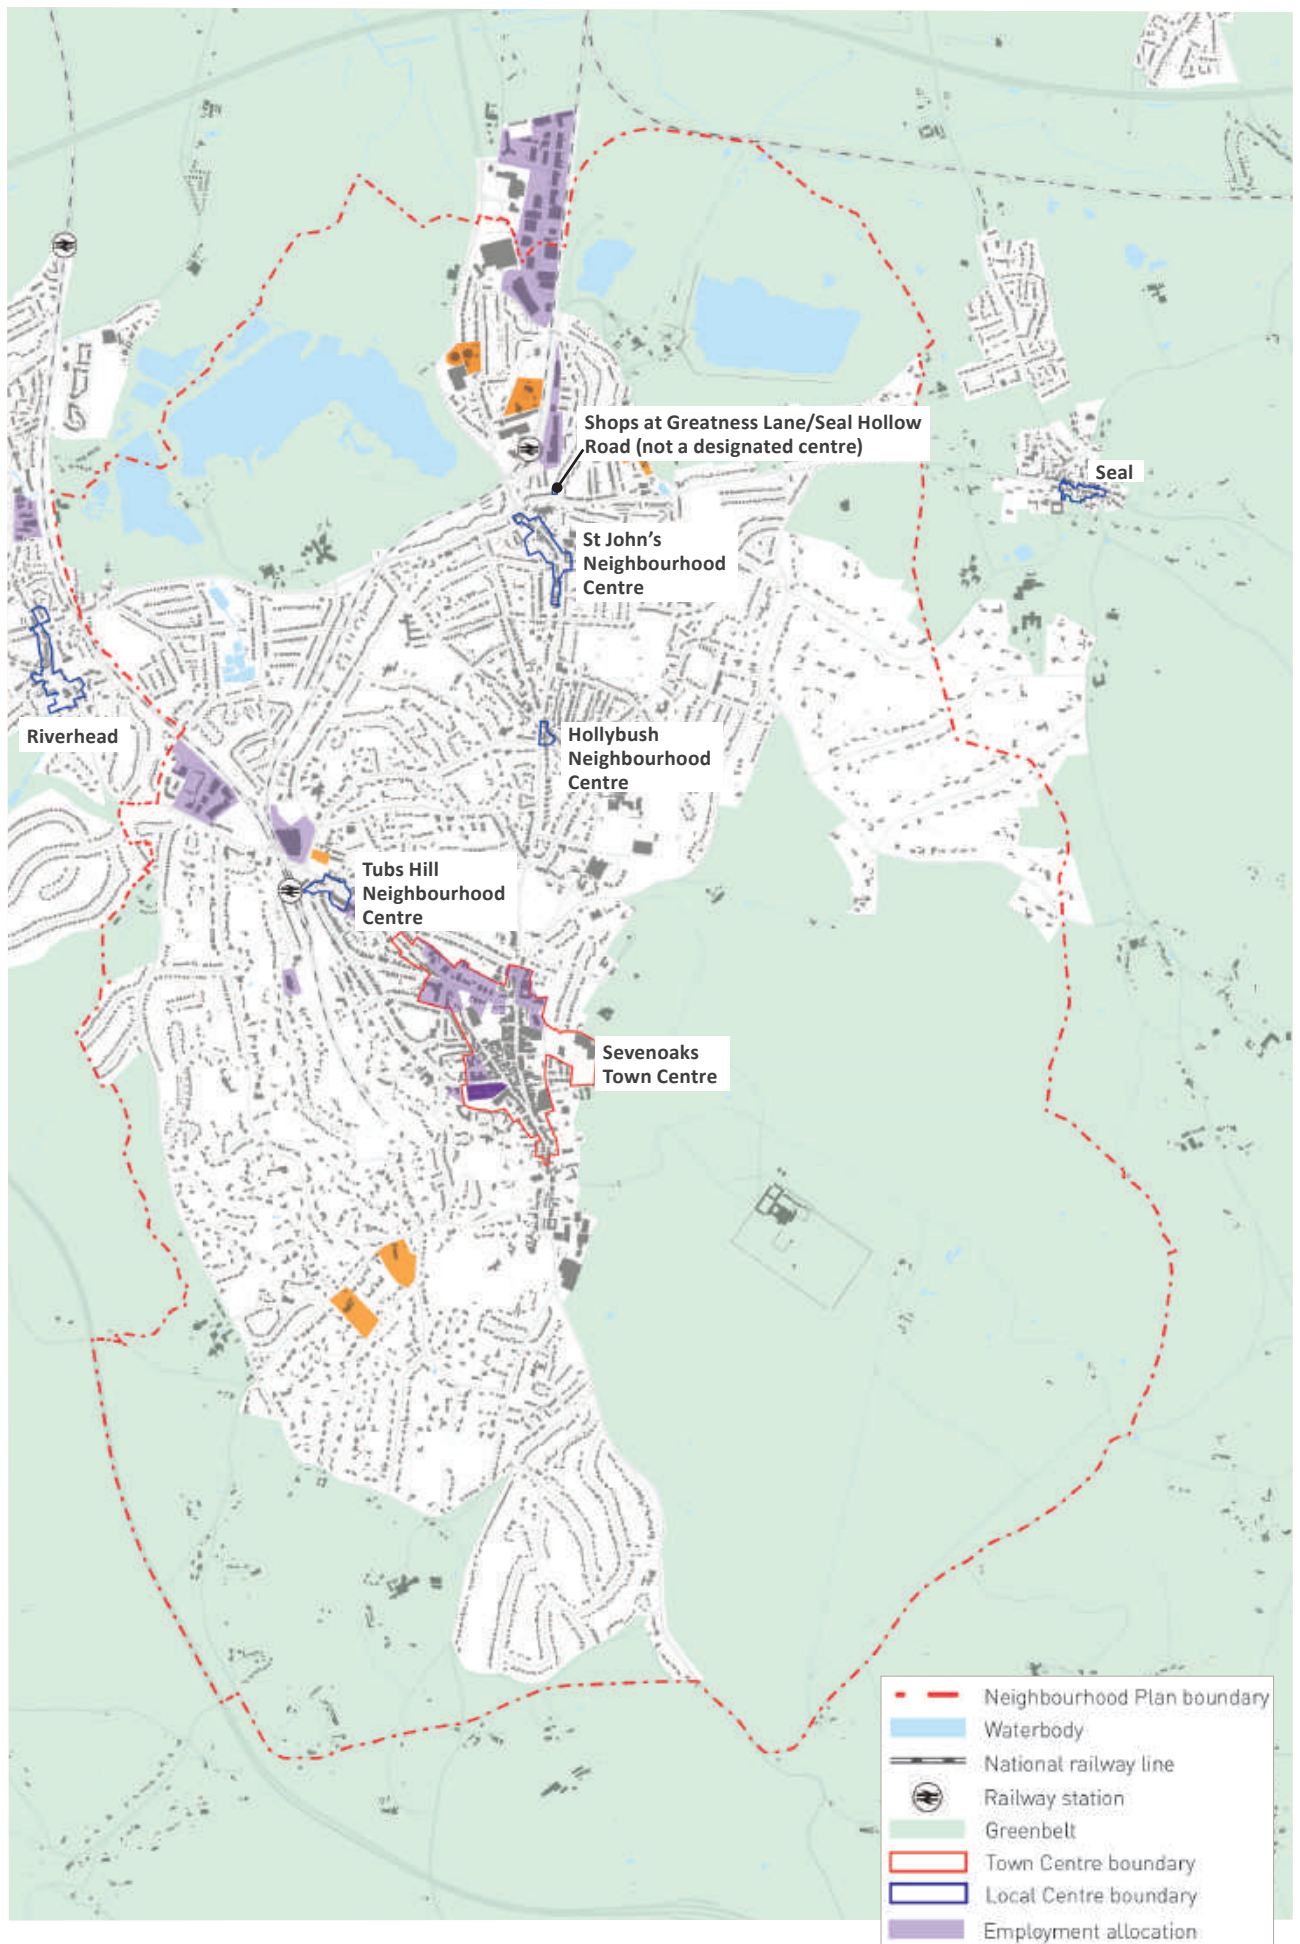 Shops at Greatness Lane/Seal Hollow
Road (not a designated centre)
Seal
St John’s
Neighbourhood
Centre
Riverhead
Hollybush
Neighbourhood
Centre
Tubs Hill
Neighbourhood
Centre
Sevenoaks
Town Centre
Neighbourhood Plan boundary
Waterbody
National railway line
Railway station
Greenbelt
Town Centre boundary
Local Centre boundary
Employment allocation